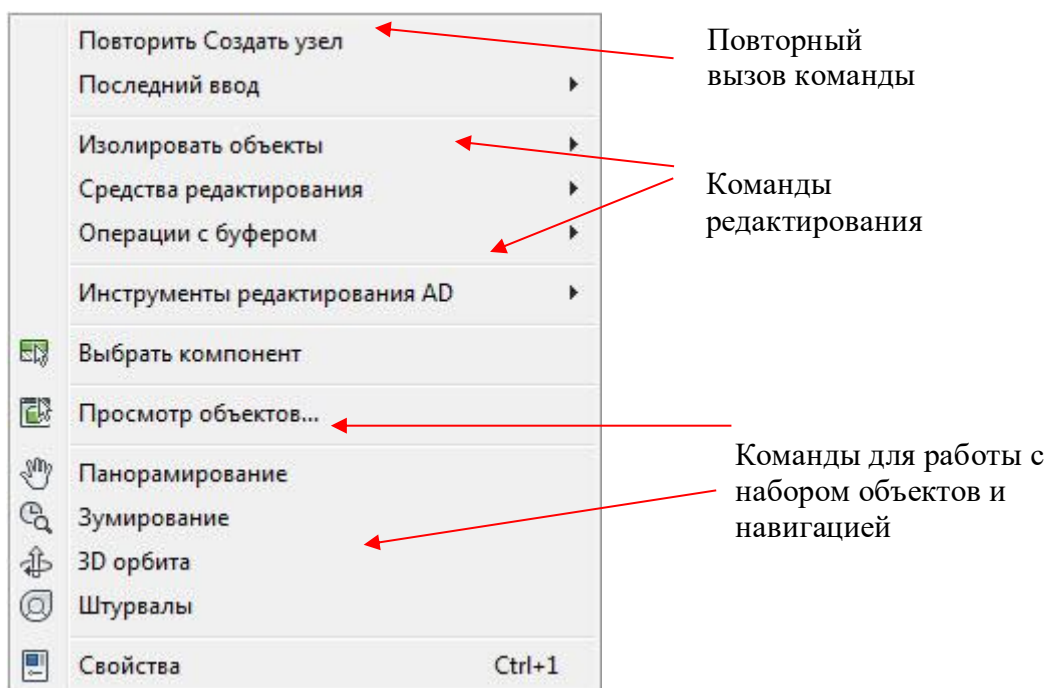 Повторить Создать узел
Последний ввод
Изолировать объекты
Средства редактирования
Операции с буфером
Инструменты редактирования AD
Выбрать компонент
Просмотр объектов...
Панорамирование
Зумирование
3D орбита
Штурвалы
Свойства Ctrl+1
Повторный
вызов команды
Команды
редактирования
Команды для работы с
набором объектов и
навигацией